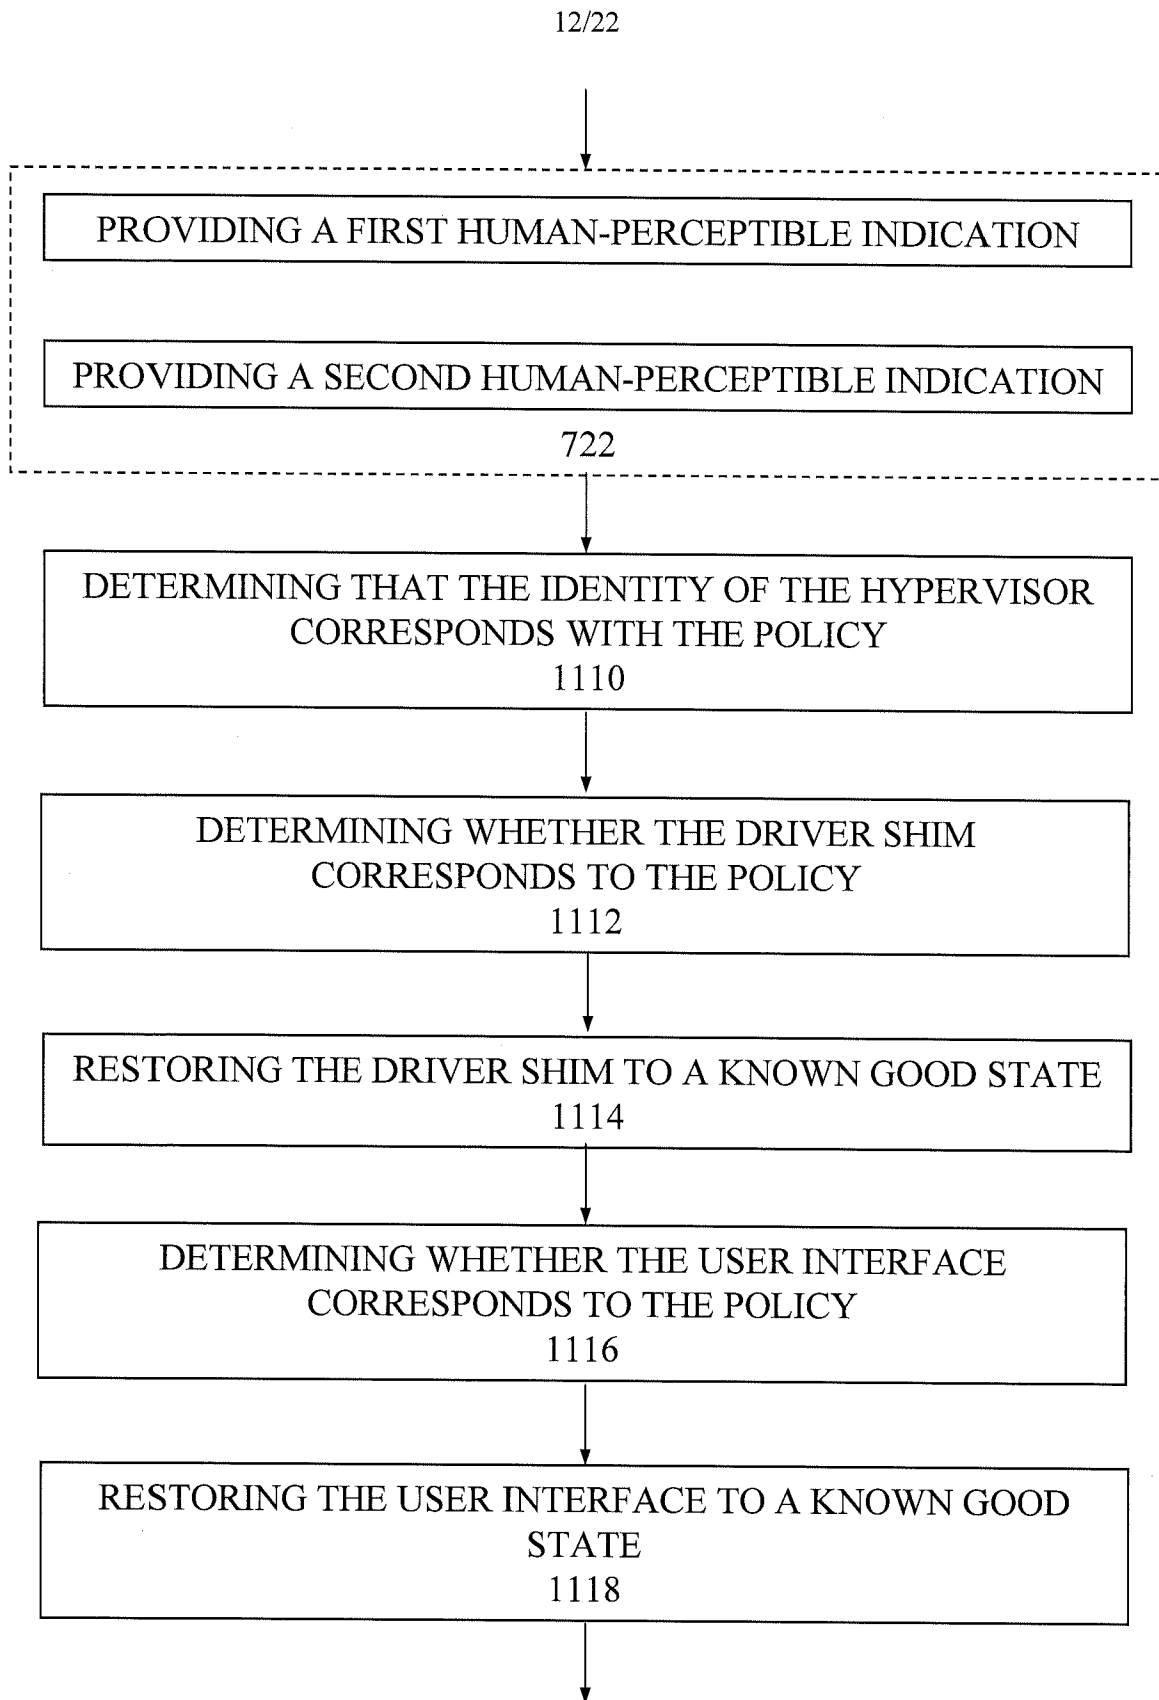 12/22
PROVIDING A FIRST HUMAN-PERCEPTIBLE INDICATION
PROVIDING A SECOND HUMAN-PERCEPTIBLE INDICATION
722
DETERMINING THAT THE IDENTITY OF THE HYPERVISOR
CORRESPONDS WITH THE POLICY
1110
DETERMINING WHETHER THE DRIVER SHIM
CORRESPONDS TO THE POLICY
1112
RESTORING THE DRIVER SHIM TO A KNOWN GOOD STATE
1114
DETERMINING WHETHER THE USER INTERFACE
CORRESPONDS TO THE POLICY
1116
RESTORING THE USER INTERFACE TO A KNOWN GOOD
STATE
1118